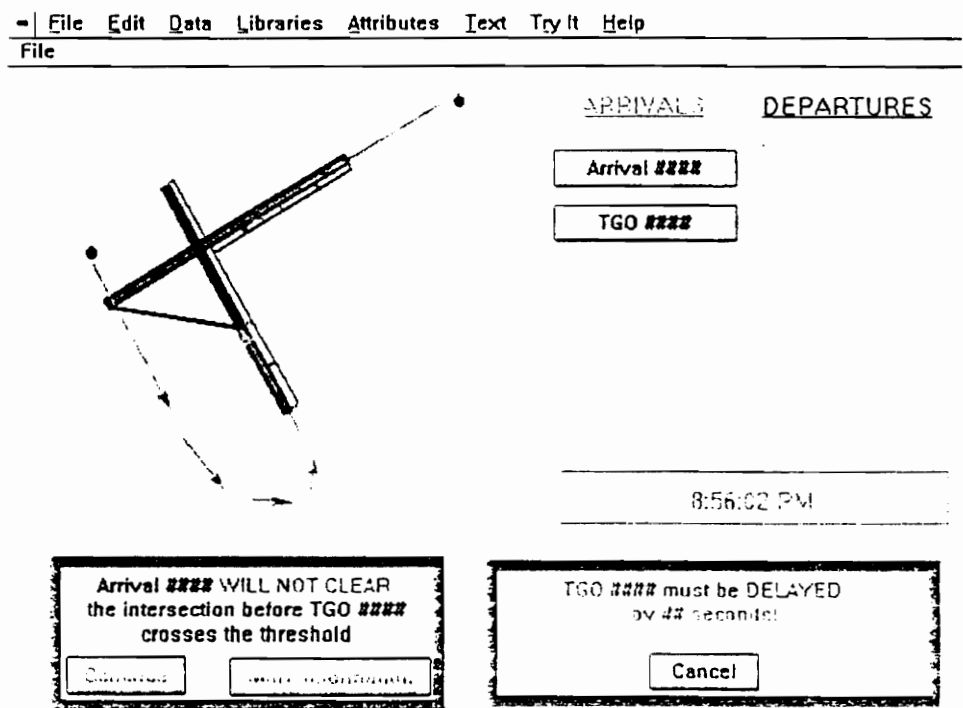 File Edit Data Libraries Attributes Text Try It Help
File
ARRIVALS DEPARTURES
Arrival ####
TGO ####
8:56:02 PM
Arrival #### WILL NOT CLEAR
the intersection before TGO ####
crosses the threshold
TGO #### must be DELAYED
by ## seconds!
Cancel